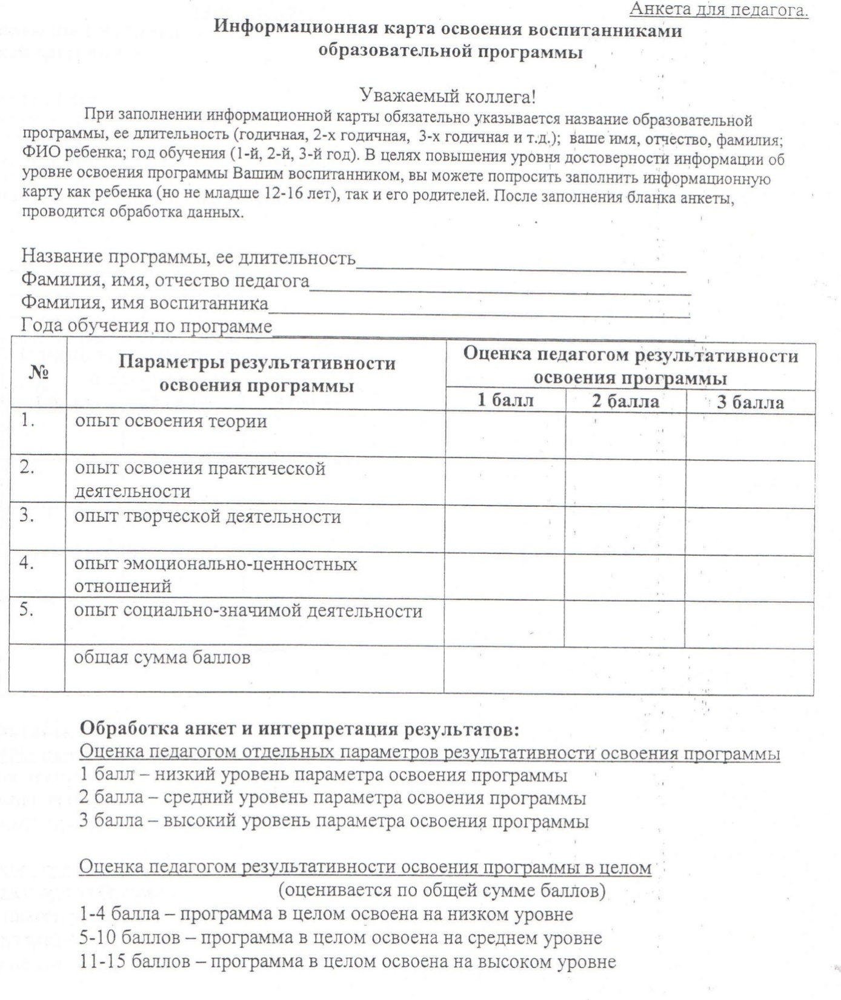 Анкета для педагога.
Информационная карта освоения воспитанниками
образовательной программы
Уважаемый коллега!
При заполнении информационной карты обязательно указывается название образовательной
программы, ее длительность (годичная, 2-х годичная, 3-х годичная и т.д.); ваше имя, отчество, фамилия;
ФИО ребенка; год обучения (1-й, 2-й, 3-й год). В целях повышения уровня достоверности информации об
уровне освоения программы Вашим воспитанником, вы можете попросить заполнить информационную
карту как ребенка (но не младше 12-16 лет), так и его родителей. После заполнения бланка анкеты,
проводится обработка данных.
Название программы, ее длительность
Фамилия, имя, отчество педагога
Фамилия, имя воспитанника
Года обучения по программе
№
Параметры результативности
освоения программы
Оценка педагогом результативности
освоения программы
1 балл 2 балла 3 балла
1. опыт освоения теории
2. опыт освоения практической
деятельности
3. опыт творческой деятельности
4. опыт эмоционально-ценностных
отношений
5. опыт социально-значимой деятельности
общая сумма баллов
Обработка анкет и интерпретация результатов:
Оценка педагогом отдельных параметров результативности освоения программы
1 балл – низкий уровень параметра освоения программы
2 балла – средний уровень параметра освоения программы
3 балла – высокий уровень параметра освоения программы
Оценка педагогом результативности освоения программы в целом
(оценивается по общей сумме баллов)
1-4 балла – программа в целом освоена на низком уровне
5-10 баллов – программа в целом освоена на среднем уровне
11-15 баллов – программа в целом освоена на высоком уровне